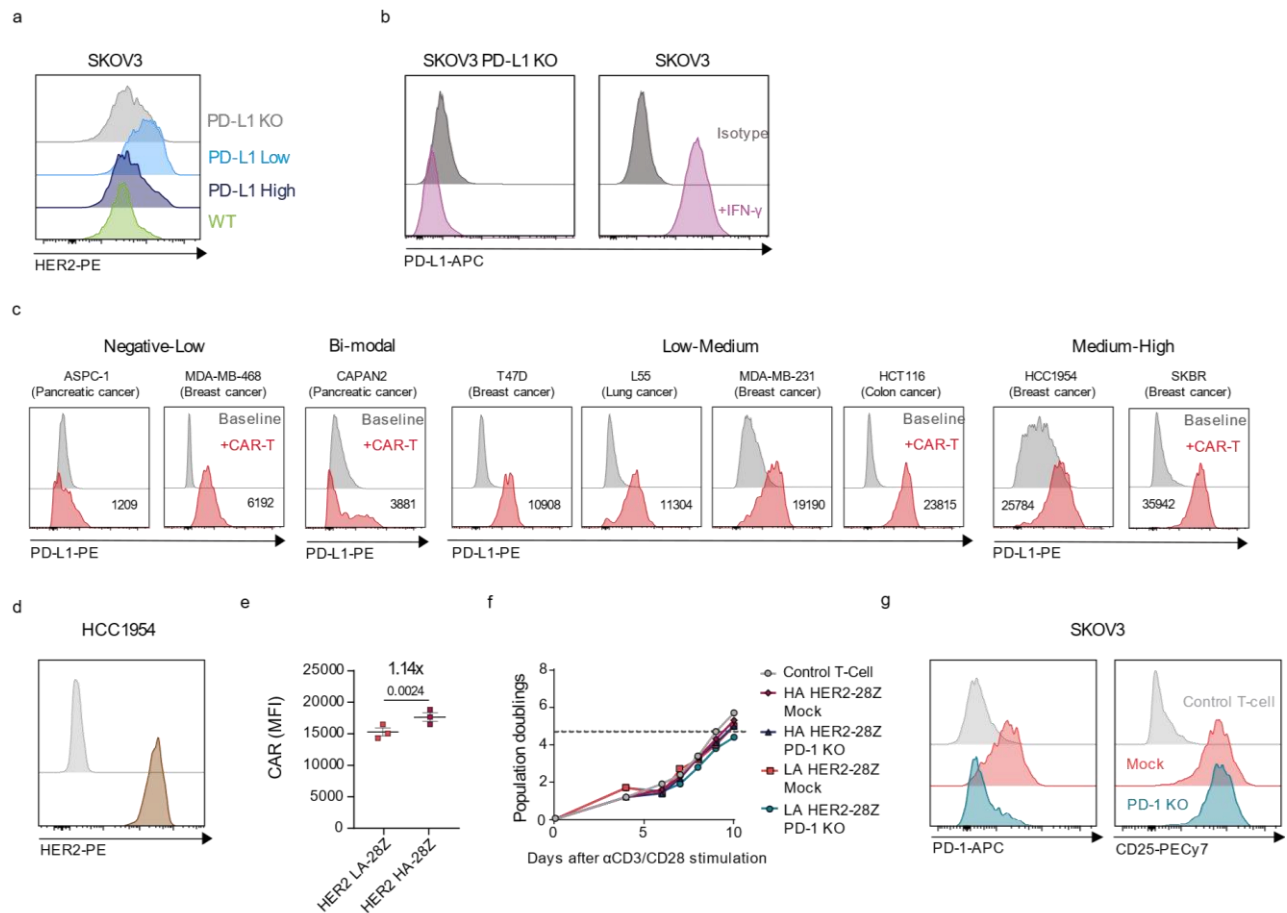 a
SKOV3
PD-L1 KO
PD-L1 Low
PD-L1 High
WT
HER2-PE
b
SKOV3 PD-L1 KO
SKOV3
Isotype
+IFN-γ
PD-L1-APC
c
Negative-Low
Bi-modal
Low-Medium
Medium-High
ASPC-1
(Pancreatic cancer)
MDA-MB-468
(Breast cancer)
CAPAN2
(Pancreatic cancer)
T47D
(Breast cancer)
L55
(Lung cancer)
MDA-MB-231
(Breast cancer)
HCT116
(Colon cancer)
HCC1954
(Breast cancer)
SKBR
(Breast cancer)
Baseline
+CAR-T
Baseline
+CAR-T
Baseline
+CAR-T
Baseline
+CAR-T
1209
6192
3881
10908
11304
19190
23815
25784
35942
PD-L1-PE
PD-L1-PE
PD-L1-PE
PD-L1-PE
d
HCC1954
HER2-PE
e
1.14x
0.0024
25000
20000
15000
10000
5000
0
CAR (MFI)
HER2 LA-28Z
HER2 HA-28Z
f
8
6
4
2
0
Population doublings
0
5
10
Days after αCD3/CD28 stimulation
Control T-Cell
HA HER2-28Z
Mock
HA HER2-28Z
PD-1 KO
LA HER2-28Z
Mock
LA HER2-28Z
PD-1 KO
g
SKOV3
Control T-cell
Mock
PD-1 KO
PD-1-APC
CD25-PECy7